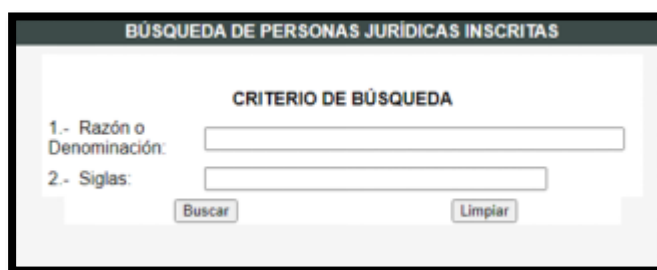 BÚSQUEDA DE PERSONAS JURÍDICAS INSCRITAS
CRITERIO DE BÚSQUEDA
1.- Razón o
Denominación:
2.- Siglas:
Buscar Limpiar